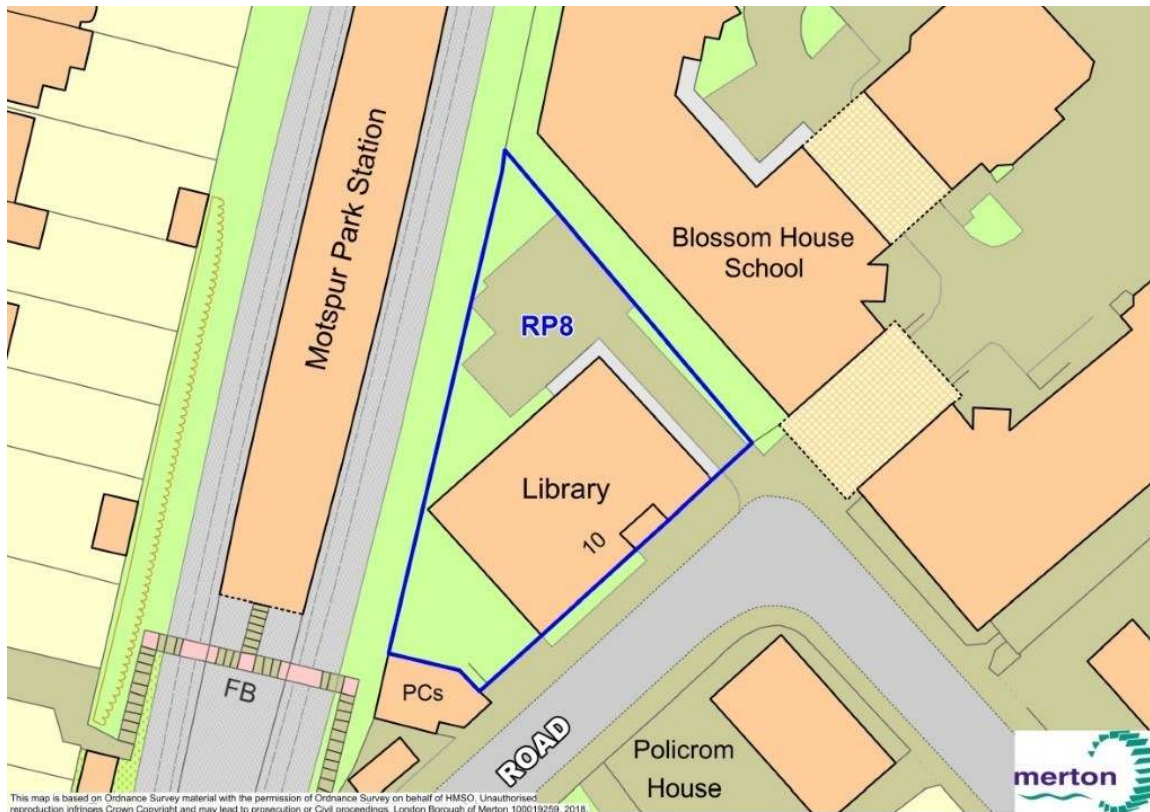 Motspur Park Station
Blossom House
School
RP8
Library
10
FB
PCs
ROAD
Policrom
House
merton
This map is based on Ordnance Survey material with the permission of Ordnance Survey on behalf of HMSO. Unauthorised
reproduction infringes Crown Copyright and may lead to prosecution or Civil proceedings. London Borough of Merton 100019259. 2018.